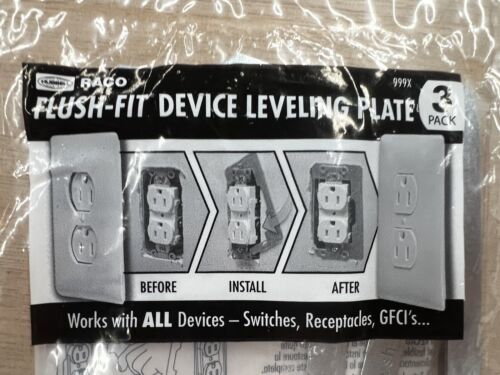 HUBBELL
RACO
999X
FLUSH-FIT DEVICE LEVELING PLATE
3
PACK
BEFORE
INSTALL
AFTER
Works with ALL Devices – Switches, Receptacles, GFCI's...